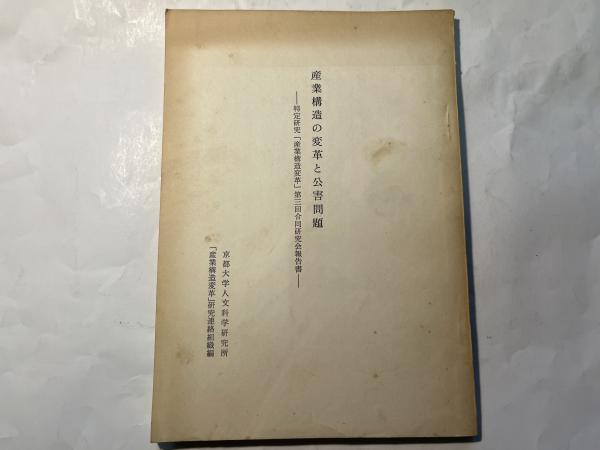 産業構造の変革と公害問題
――特定研究「産業構造変革」第三回合同研究会報告書――
京都大学人文科学研究所
「産業構造変革」研究連絡組織編